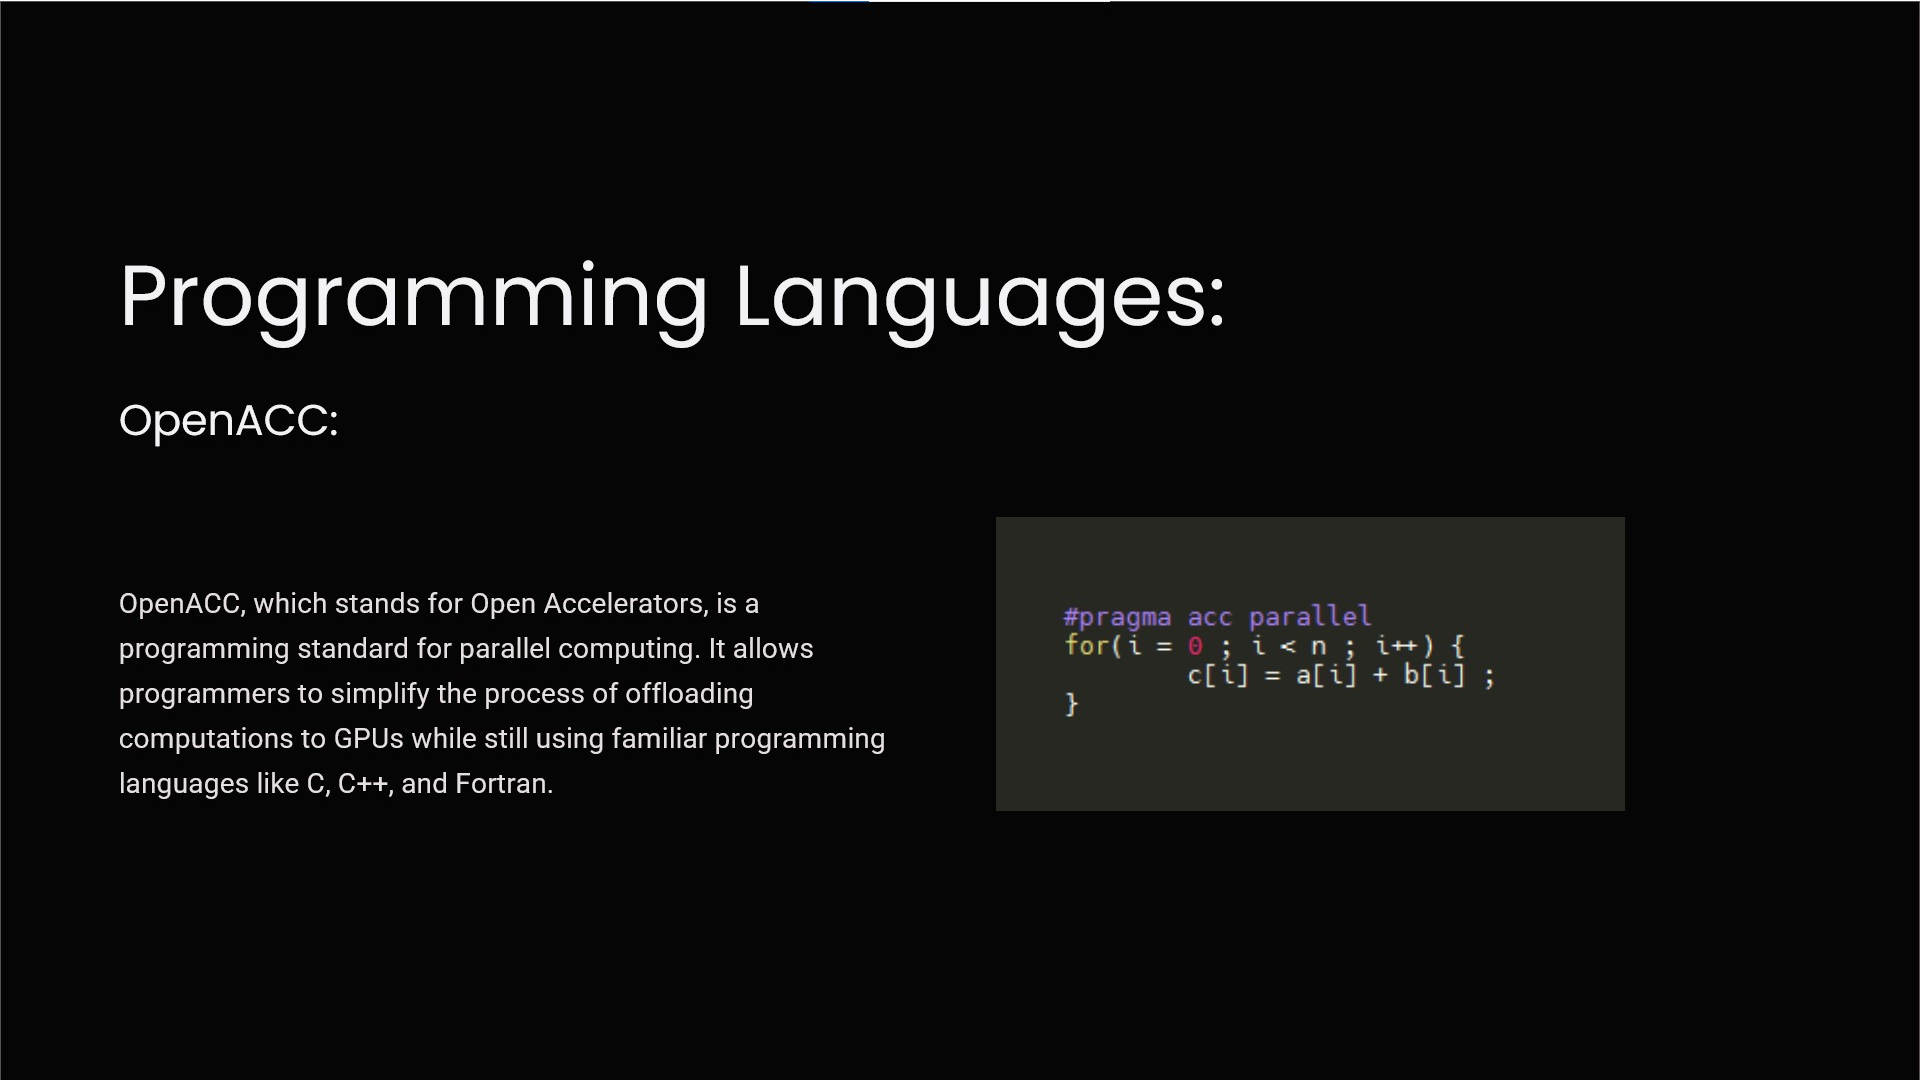 Programming Languages:
OpenACC:
OpenACC, which stands for Open Accelerators, is a
programming standard for parallel computing. It allows
programmers to simplify the process of offloading
computations to GPUs while still using familiar programming
languages like C, C++, and Fortran.
#pragma acc parallel
for(i = 0 ; i < n ; i++) {
        c[i] = a[i] + b[i] ;
}